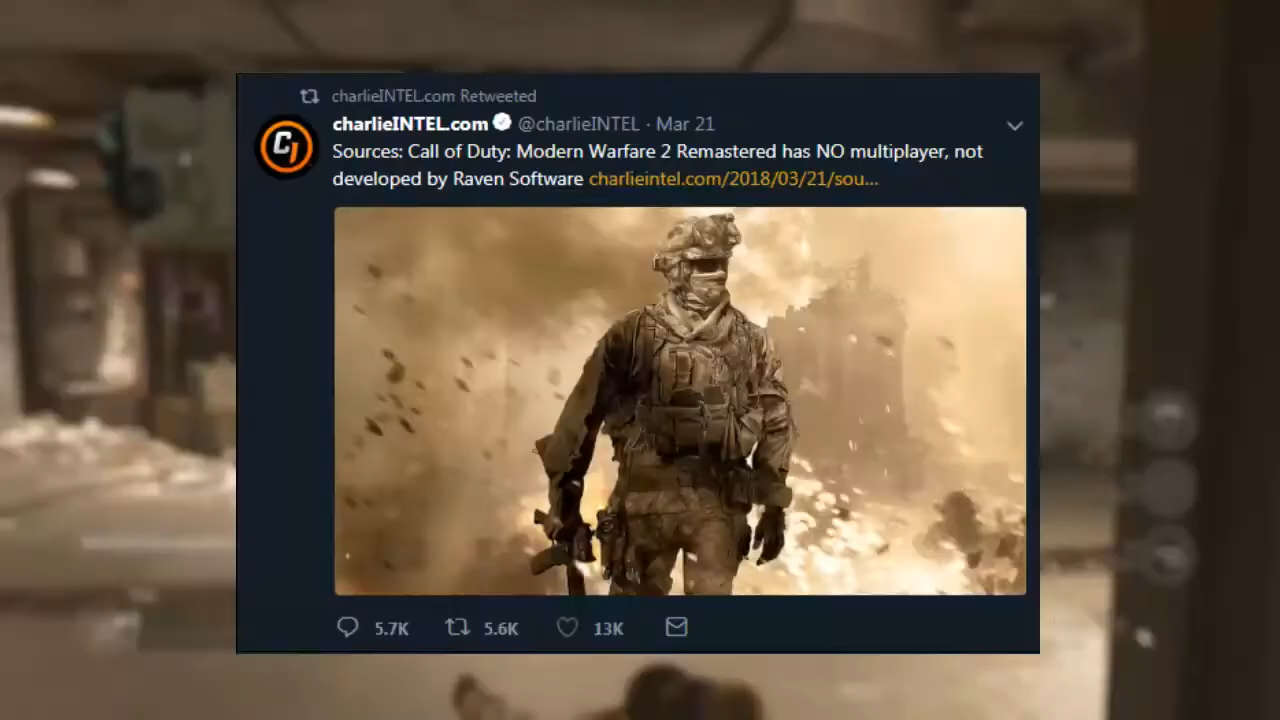 charlieINTEL.com Retweeted
charlieINTEL.com @charlieINTEL · Mar 21
Sources: Call of Duty: Modern Warfare 2 Remastered has NO multiplayer, not
developed by Raven Software charlieintel.com/2018/03/21/sou...
CI
5.7K 5.6K 13K